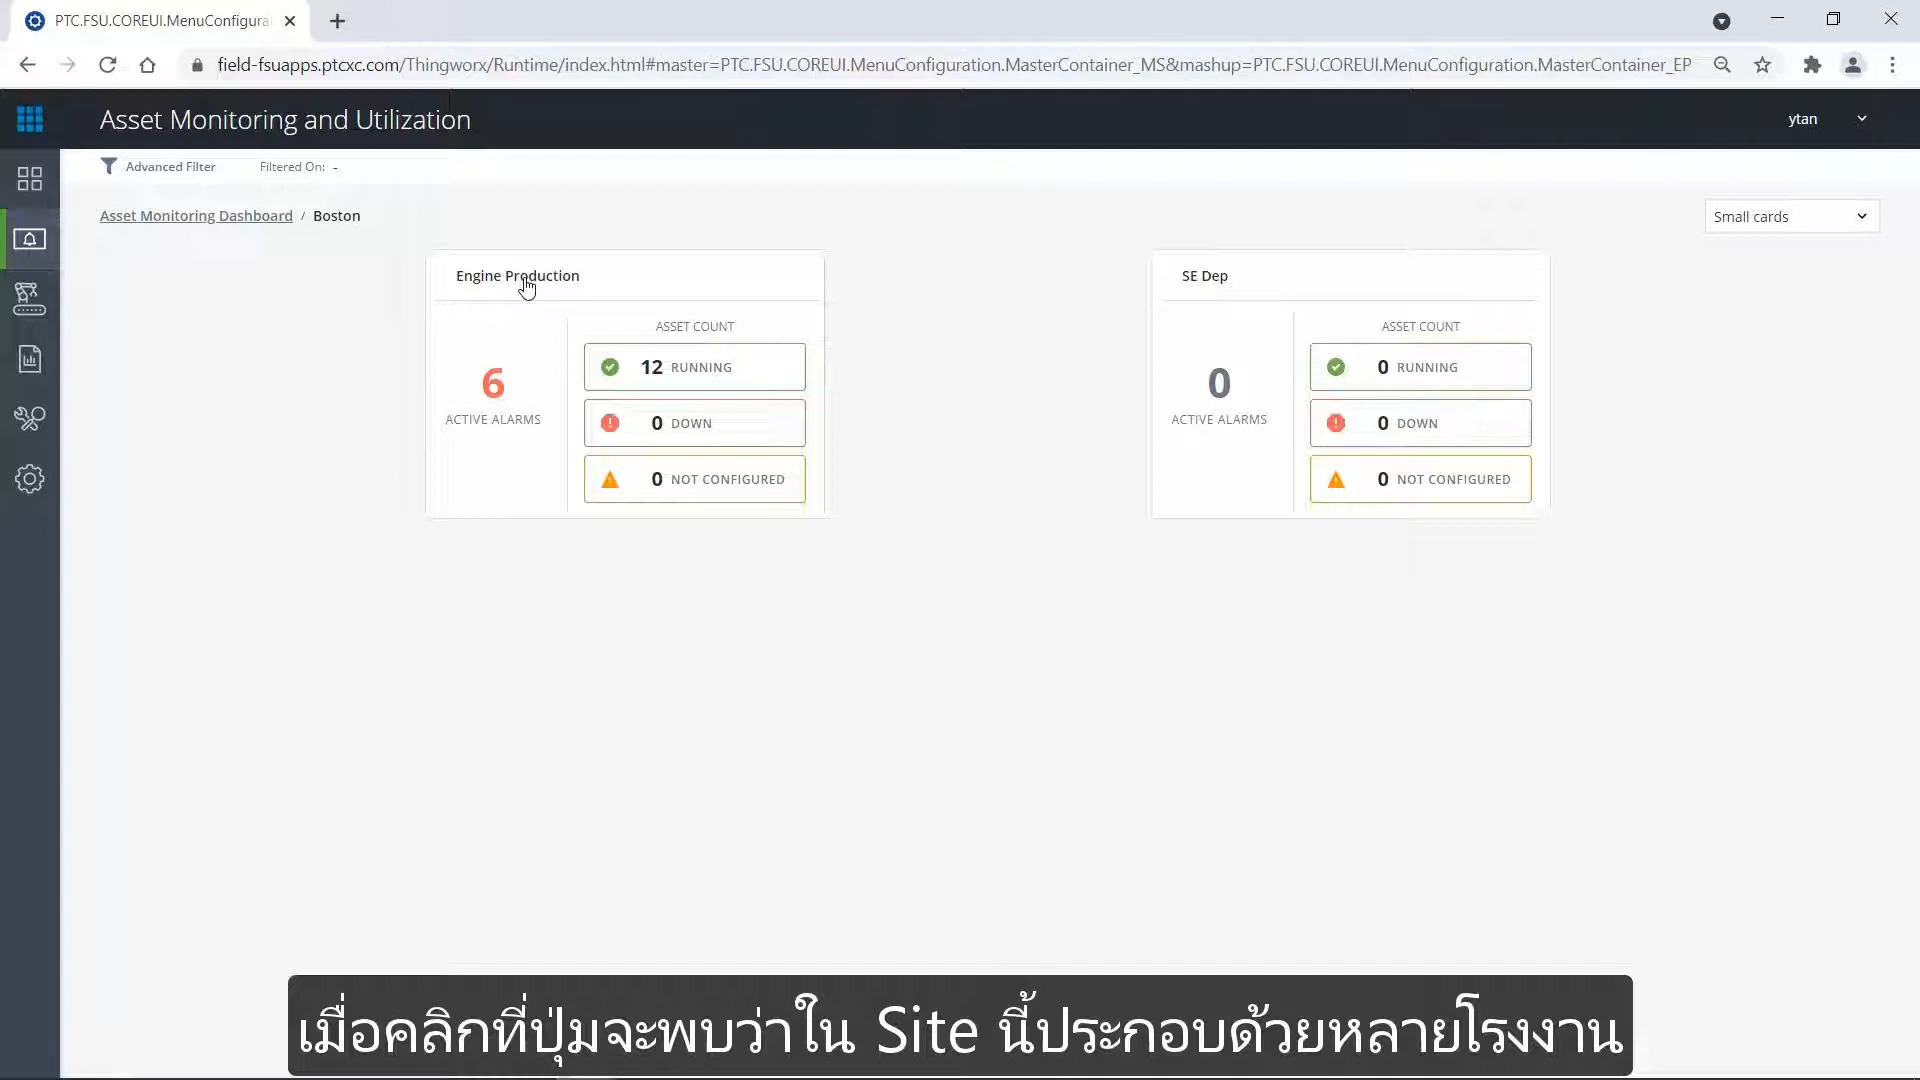 PTC.FSU.COREUI.MenuConfigura
field-fsuapps.ptcxc.com/Thingworx/Runtime/index.html#master=PTC.FSU.COREUI.MenuConfiguration.MasterContainer_MS&mashup=PTC.FSU.COREUI.MenuConfiguration.MasterContainer_EP
Asset Monitoring and Utilization
ytan
Advanced Filter
Filtered On: -
Asset Monitoring Dashboard / Boston
Small cards
Engine Production
6
ACTIVE ALARMS
ASSET COUNT
12 RUNNING
0 DOWN
0 NOT CONFIGURED
SE Dep
0
ACTIVE ALARMS
ASSET COUNT
0 RUNNING
0 DOWN
0 NOT CONFIGURED
เมื่อคลิกที่ปุ่มจะพบว่าใน Site นี้ประกอบด้วยหลายโรงงาน